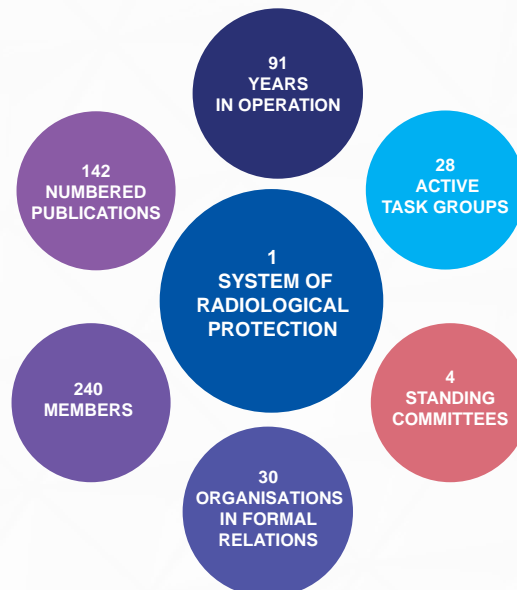 91
YEARS
IN OPERATION
142
NUMBERED
PUBLICATIONS
28
ACTIVE
TASK GROUPS
1
SYSTEM OF
RADIOLOGICAL
PROTECTION
240
MEMBERS
4
STANDING
COMMITTEES
30
ORGANISATIONS
IN FORMAL
RELATIONS